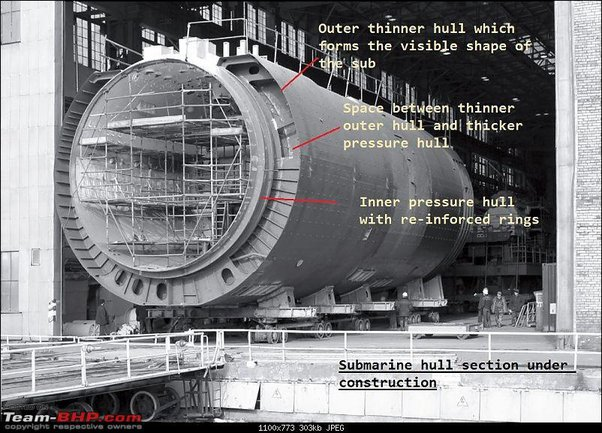 Outer thinner hull which
forms the visible shape of
the sub
Space between thinner
outer hull and thicker
pressure hull
Inner pressure hull
with re-inforced rings
Submarine hull section under
construction
Team-BHP.com
copyright respective owners
1100x773 303kb JPEG